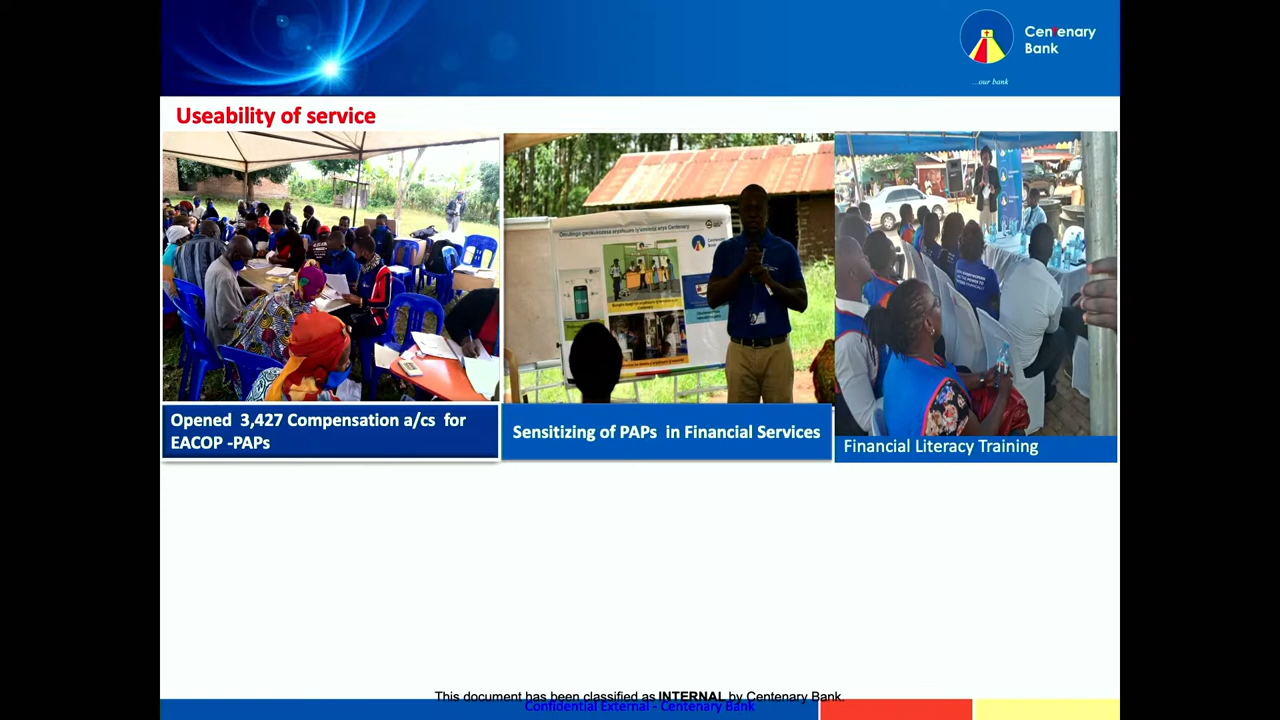 Centenary
Bank
...our bank
Useability of service
Centenary
Bank
Opened 3,427 Compensation a/cs for
EACOP -PAPs
Sensitizing of PAPs in Financial Services
Financial Literacy Training
This document has been classified as INTERNAL by Centenary Bank.
Confidential External - Centenary Bank